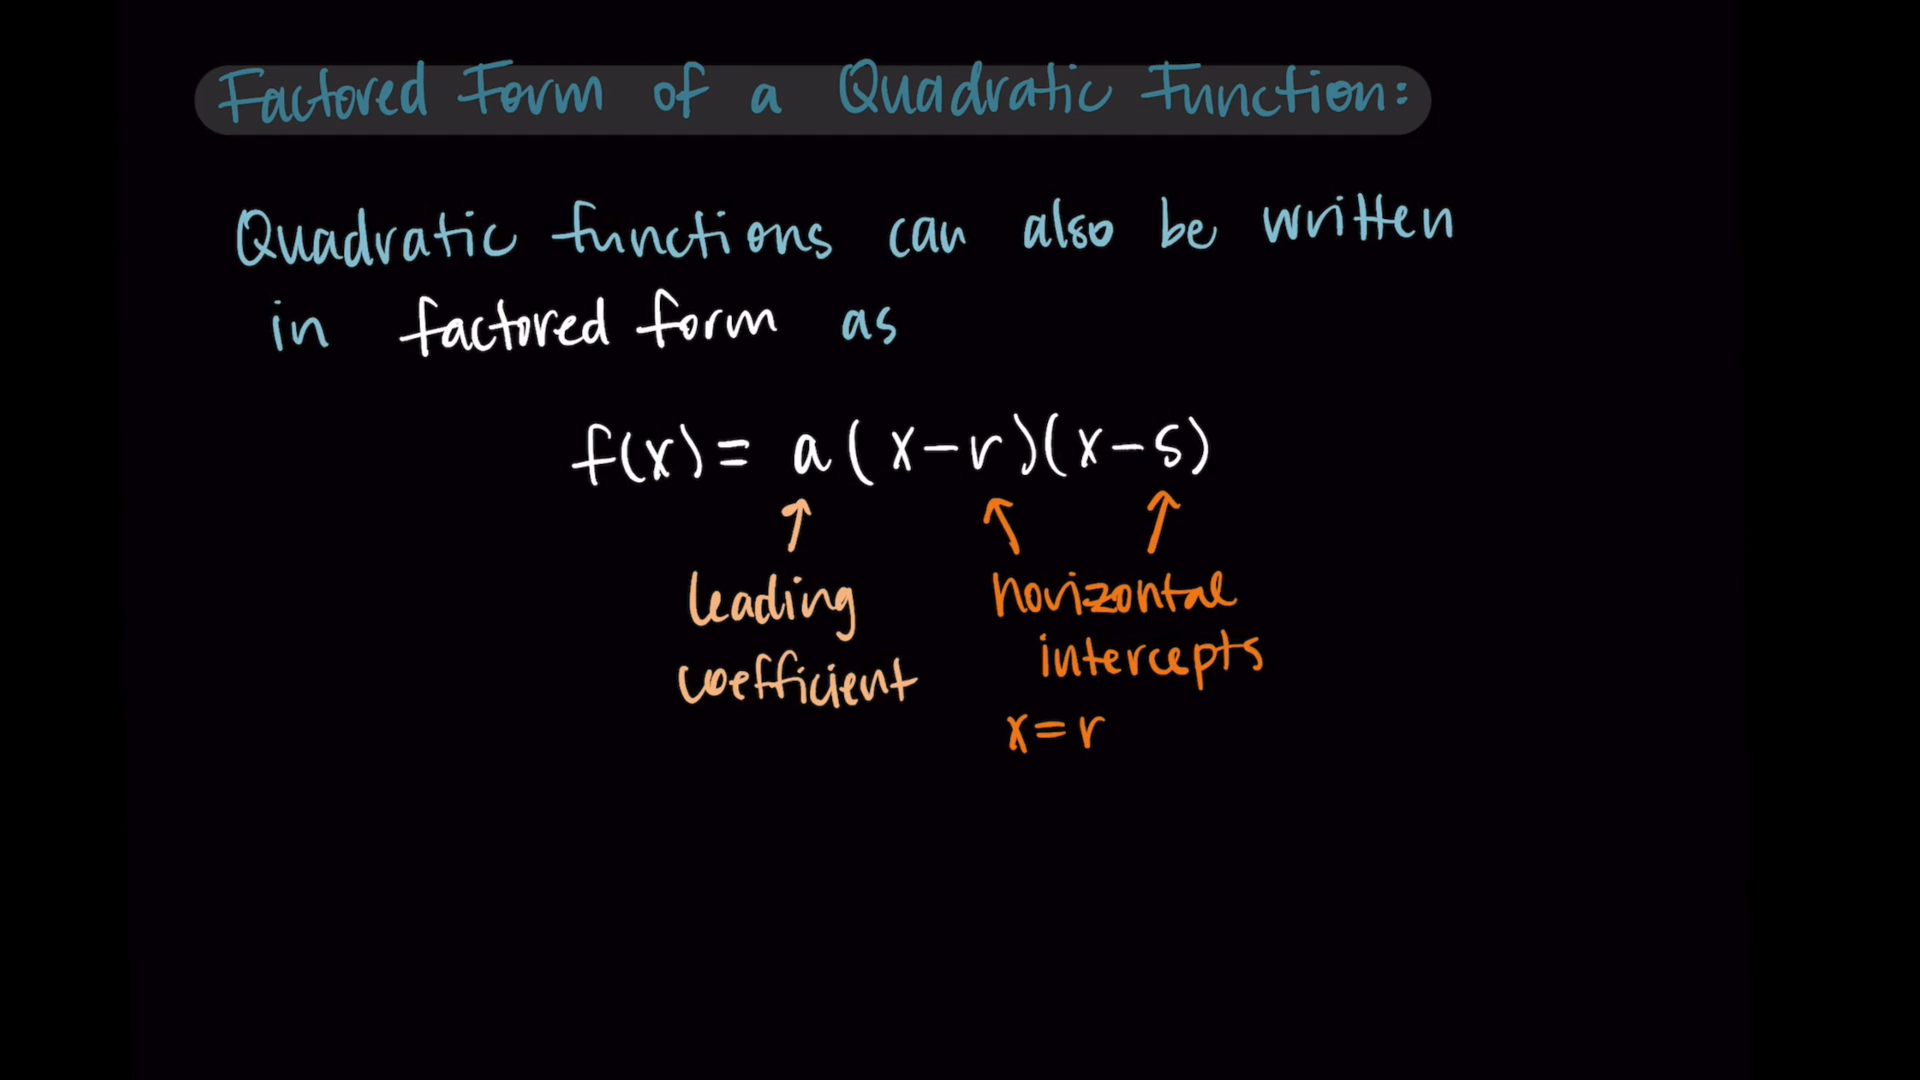 Factored Form of a Quadratic Function:
Quadratic functions can also be written
in factored form as
f(x) = a(x-r)(x-s)
↑ ↑ ↑
leading
coefficient
horizontal
intercepts
x=r